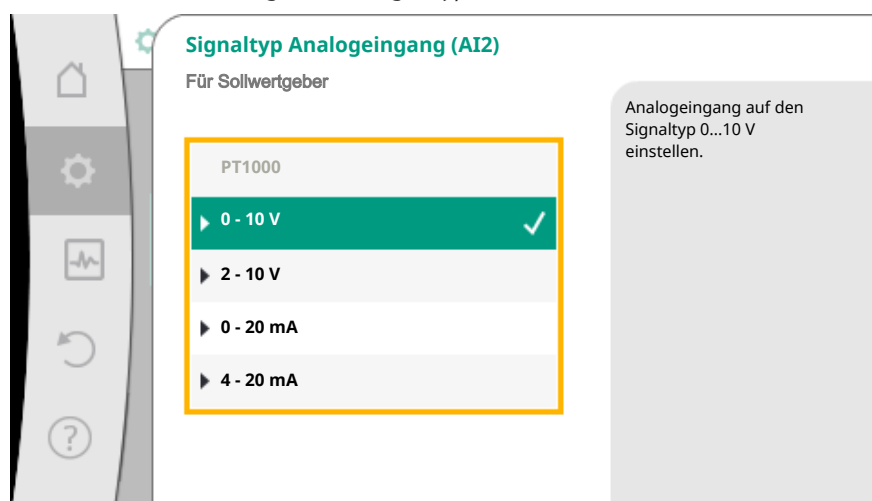 Signaltyp Analogeingang (AI2)
Für Sollwertgeber
PT1000
0 - 10 V
2 - 10 V
0 - 20 mA
4 - 20 mA
?
Analogeingang auf den
Signaltyp 0...10 V
einstellen.